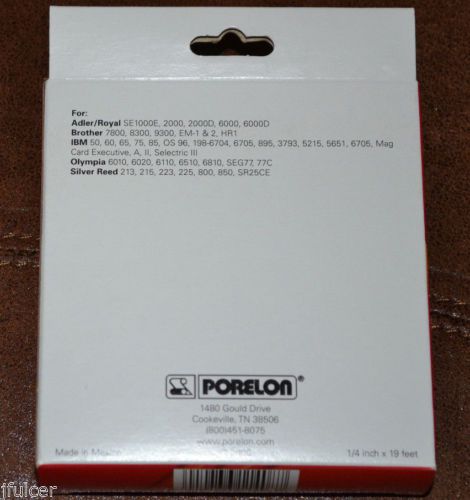 For:
Adler/Royal SE1000E, 2000, 2000D, 6000, 6000D
Brother 7800, 8300, 9300, EM-1 & 2, HR1
IBM 50, 60, 65, 75, 85, OS 96, 198-6704, 6705, 895, 3793, 5215, 5651, 6705, Mag
Card Executive, A, II, Selectric III
Olympia 6010, 6020, 6110, 6510, 6810, SEG77, 77C
Silver Reed 213, 215, 223, 225, 800, 850, SR25CE
PORELON®
1480 Gould Drive
Cookeville, TN 38506
(800)451-8075
www.porelon.com
Made in Mexico
1/4 inch x 19 feet
jfulcer